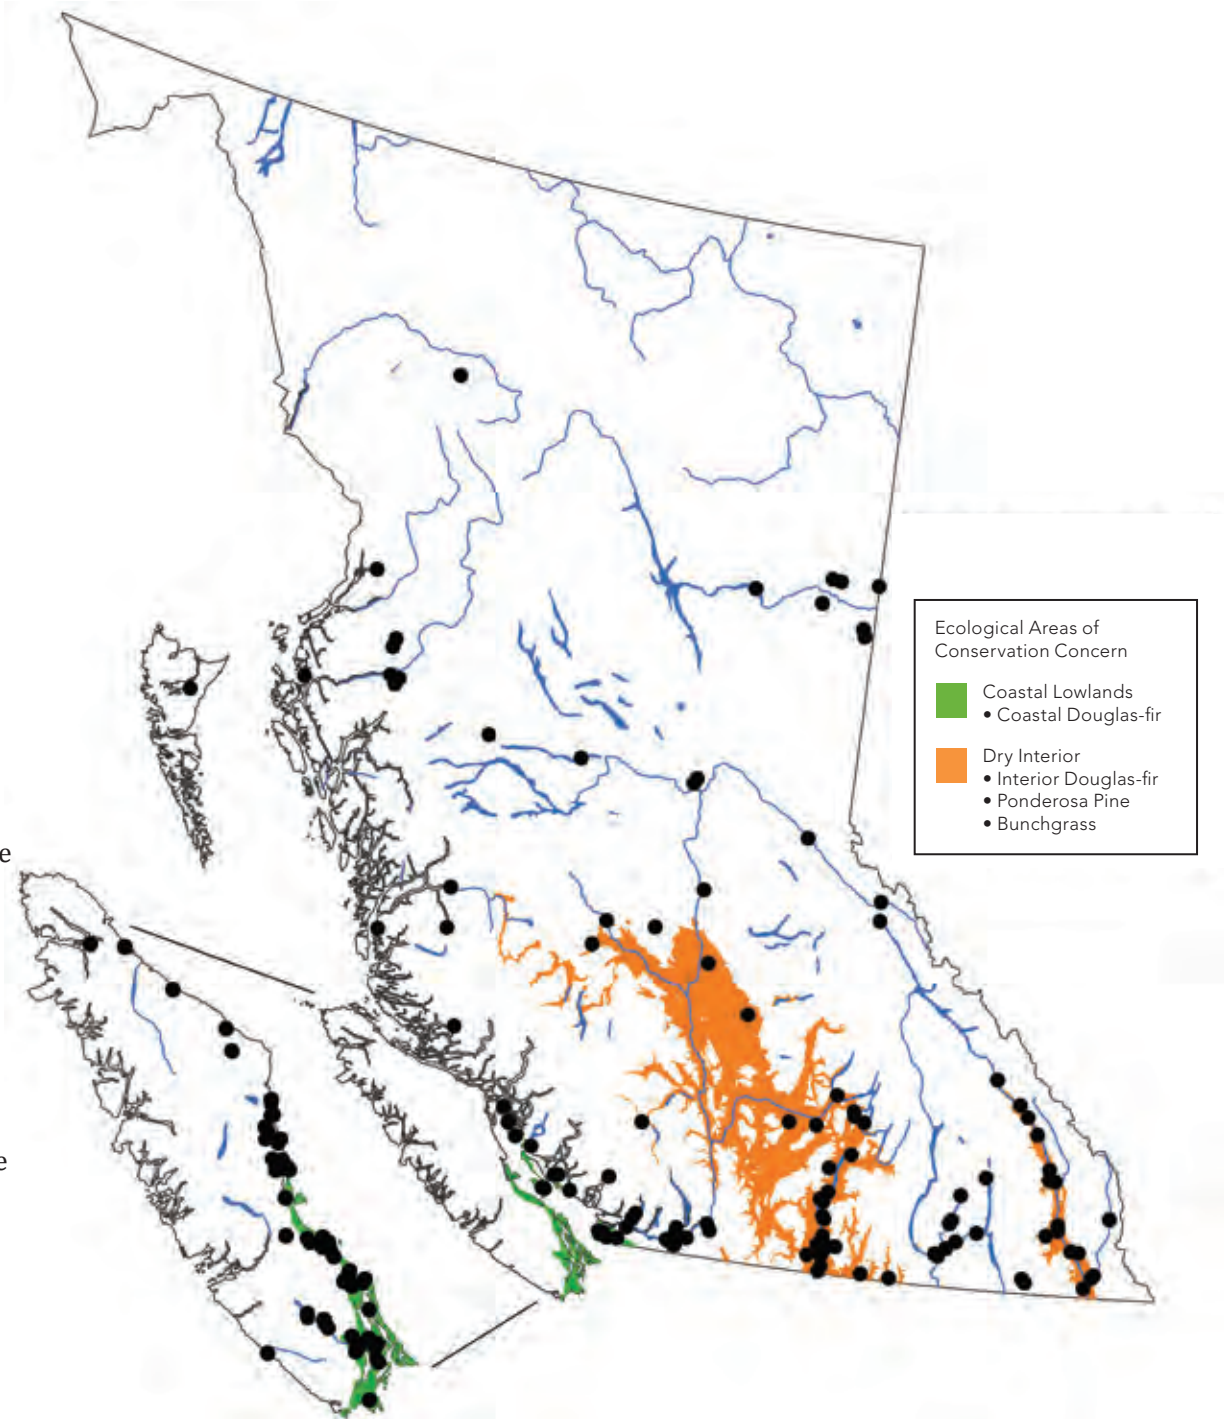 Ecological Areas of
Conservation Concern
Coastal Lowlands
• Coastal Douglas-fir
Dry Interior
• Interior Douglas-fir
• Ponderosa Pine
• Bunchgrass
e
e